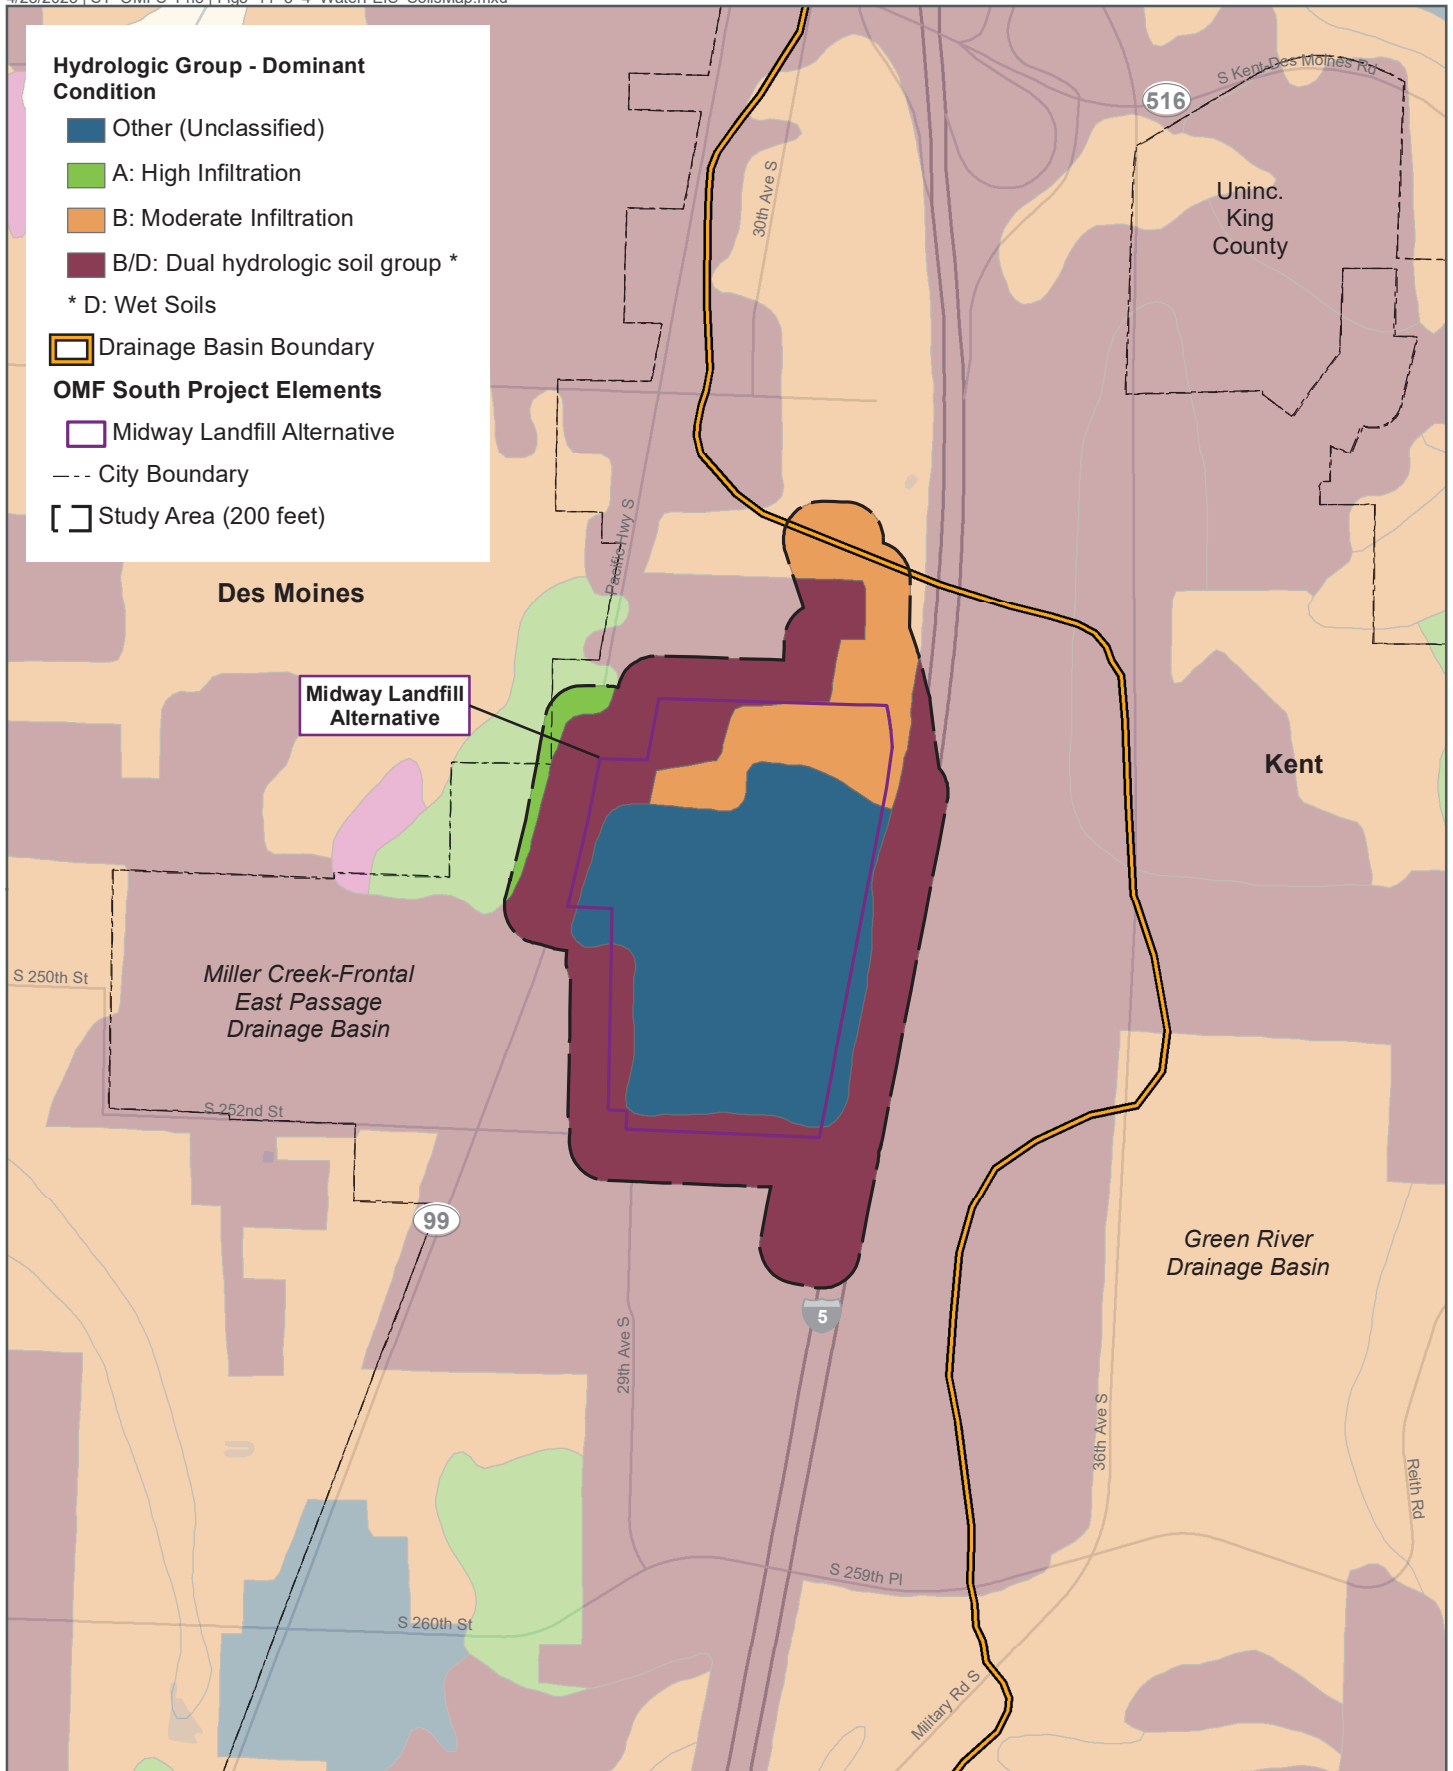 Hydrologic Group - Dominant
Condition
Other (Unclassified)
A: High Infiltration
B: Moderate Infiltration
B/D: Dual hydrologic soil group *
* D: Wet Soils
Drainage Basin Boundary
OMF South Project Elements
Midway Landfill Alternative
City Boundary
Study Area (200 feet)
S Kent-Des Moines Rd
516
30th Ave S
Uninc.
King
County
Pacific Hwy S
Des Moines
Midway Landfill
Alternative
Kent
S 250th St
Miller Creek-Frontal
East Passage
Drainage Basin
S 252nd St
99
Green River
Drainage Basin
5
29th Ave S
36th Ave S
Reith Rd
S 259th Pl
S 260th St
Military Rd S